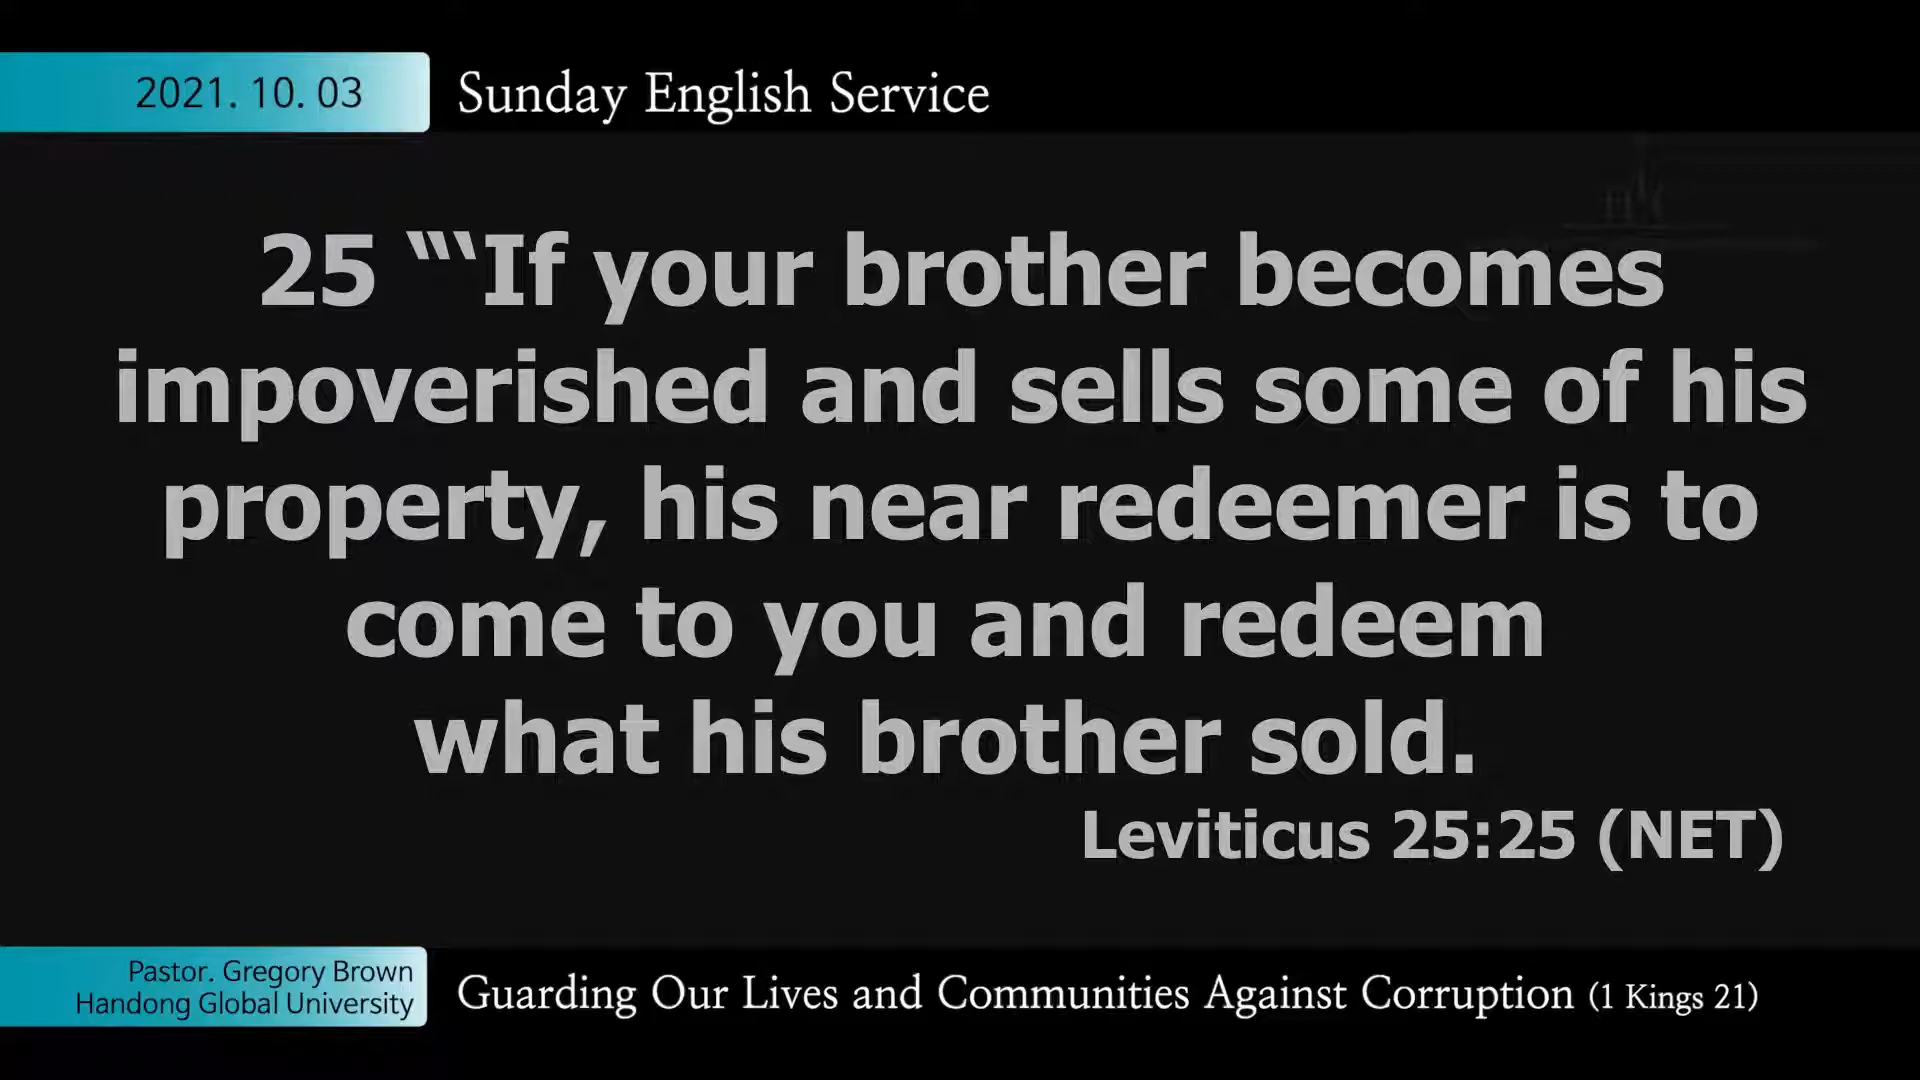 2021. 10. 03
Sunday English Service
25 “‘If your brother becomes
impoverished and sells some of his
property, his near redeemer is to
come to you and redeem
what his brother sold.
Leviticus 25:25 (NET)
Pastor. Gregory Brown
Handong Global University
Guarding Our Lives and Communities Against Corruption (1 Kings 21)